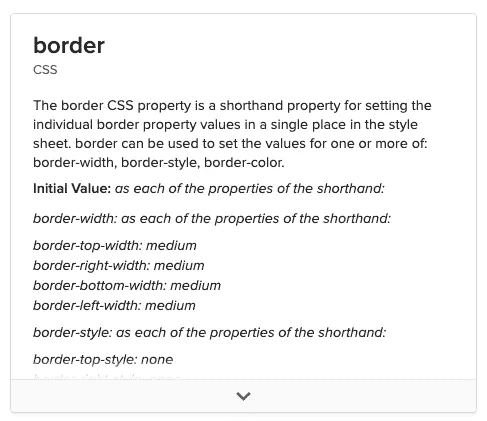 border
CSS
The border CSS property is a shorthand property for setting the
individual border property values in a single place in the style
sheet. border can be used to set the values for one or more of:
border-width, border-style, border-color.
Initial Value: as each of the properties of the shorthand:
border-width: as each of the properties of the shorthand:
border-top-width: medium
border-right-width: medium
border-bottom-width: medium
border-left-width: medium
border-style: as each of the properties of the shorthand:
border-top-style: none